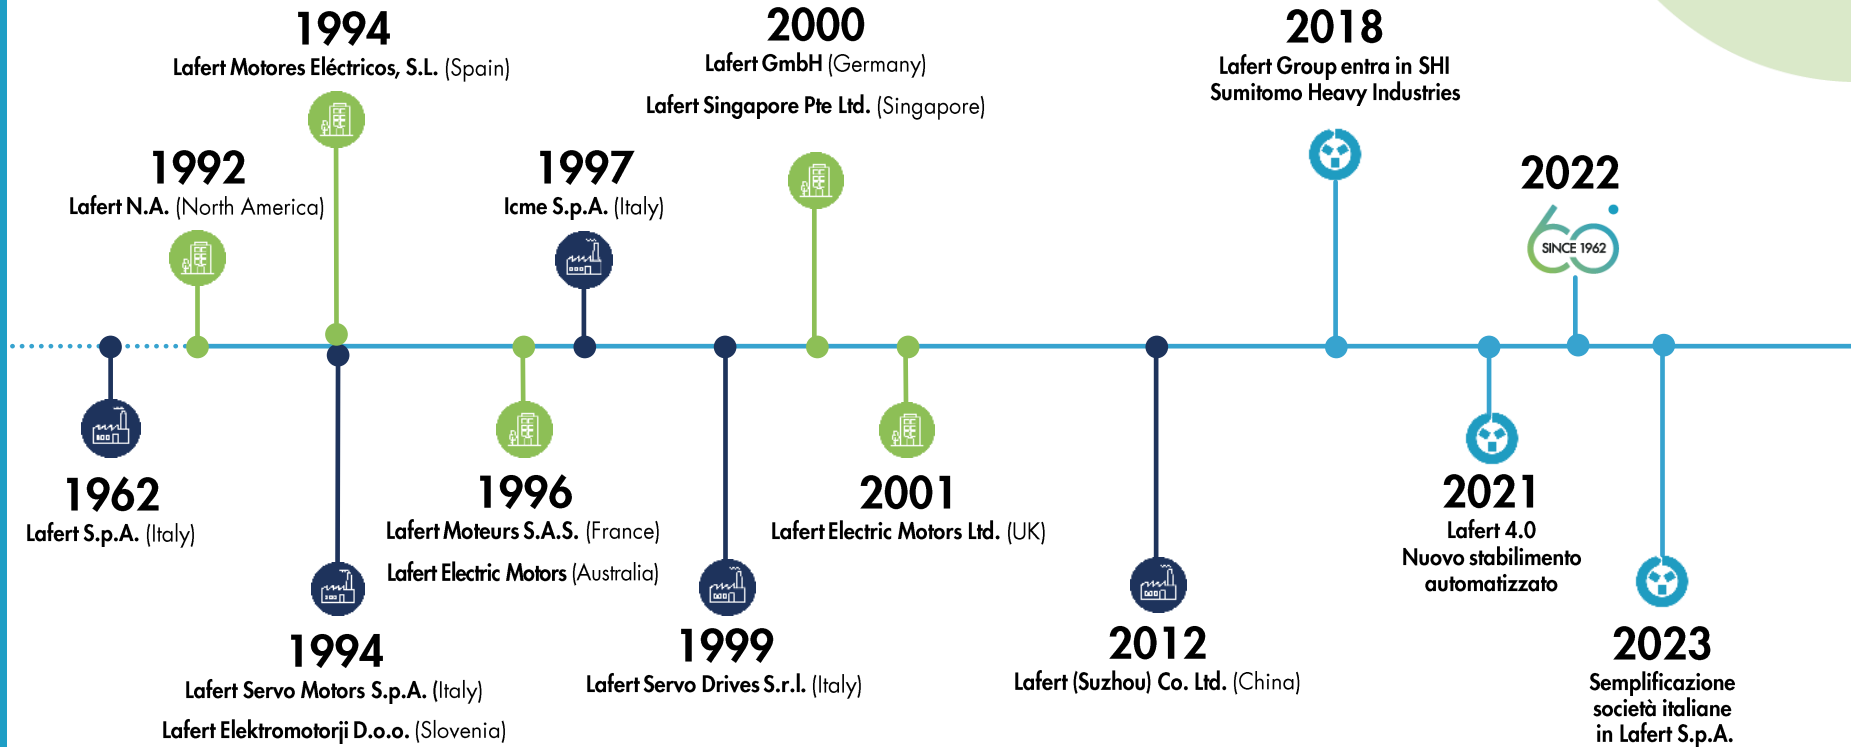 1962
Lafert S.p.A. (Italy)
1992
Lafert N.A. (North America)
1994
Lafert Motores Eléctricos, S.L. (Spain)
1994
Lafert Servo Motors S.p.A. (Italy)
Lafert Elektromotorji D.o.o. (Slovenia)
1996
Lafert Moteurs S.A.S. (France)
Lafert Electric Motors (Australia)
1997
Icme S.p.A. (Italy)
1999
Lafert Servo Drives S.r.l. (Italy)
2000
Lafert GmbH (Germany)
Lafert Singapore Pte Ltd. (Singapore)
2001
Lafert Electric Motors Ltd. (UK)
2012
Lafert (Suzhou) Co. Ltd. (China)
2018
Lafert Group entra in SHI
Sumitomo Heavy Industries
2021
Lafert 4.0
Nuovo stabilimento
automatizzato
2022
60
SINCE 1962
2023
Semplificazione
società italiane
in Lafert S.p.A.